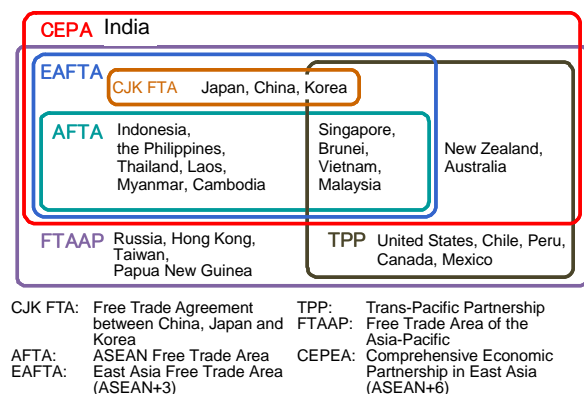 CEPA India
EAFTA
CJK FTA Japan, China, Korea
AFTA
Indonesia,
the Philippines,
Thailand, Laos,
Myanmar, Cambodia
Singapore,
Brunei,
Vietnam,
Malaysia
New Zealand,
Australia
FTAAP
Russia, Hong Kong,
Taiwan,
Papua New Guinea
TPP
United States, Chile, Peru,
Canada, Mexico
CJK FTA: Free Trade Agreement
between China, Japan and
Korea
AFTA: ASEAN Free Trade Area
EAFTA: East Asia Free Trade Area
(ASEAN+3)
TPP: Trans-Pacific Partnership
FTAAP: Free Trade Area of the
Asia-Pacific
CEPEA: Comprehensive Economic
Partnership in East Asia
(ASEAN+6)